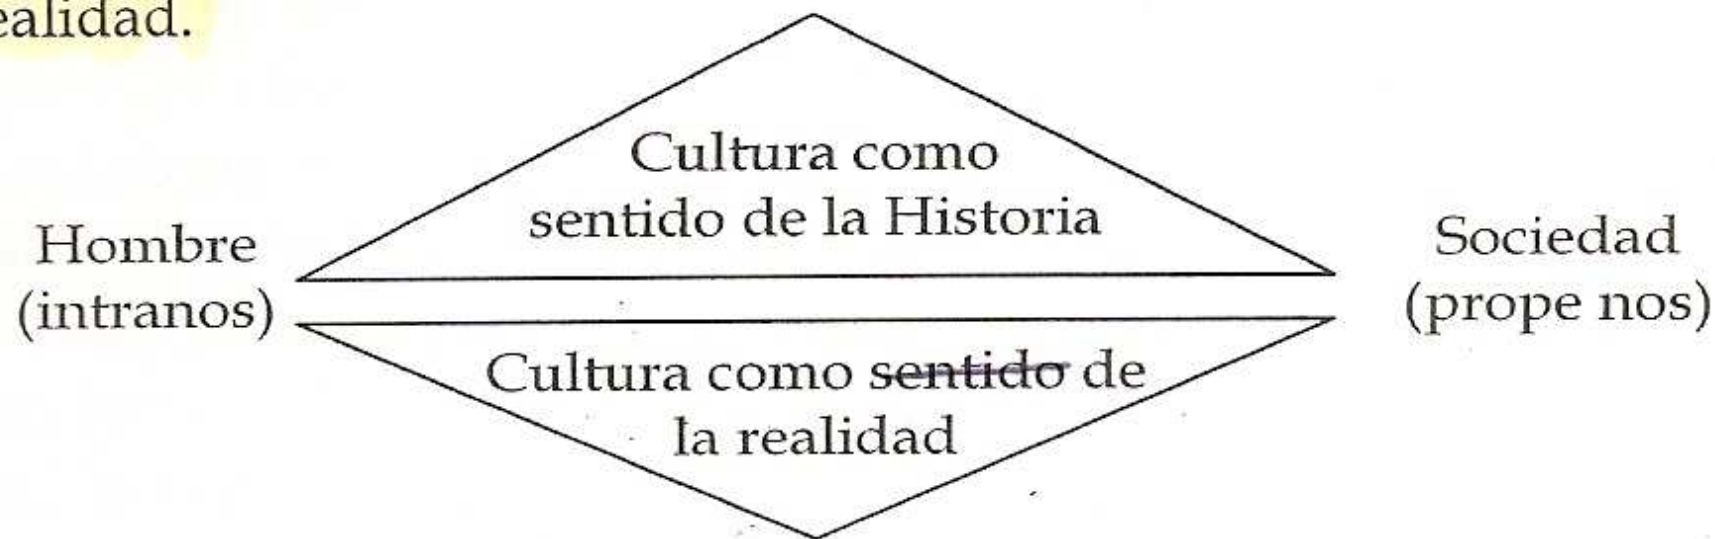 ealidad.
Cultura como
sentido de la Historia
Hombre
(intranos)
Sociedad
(prope nos)
Cultura como sentido de
la realidad